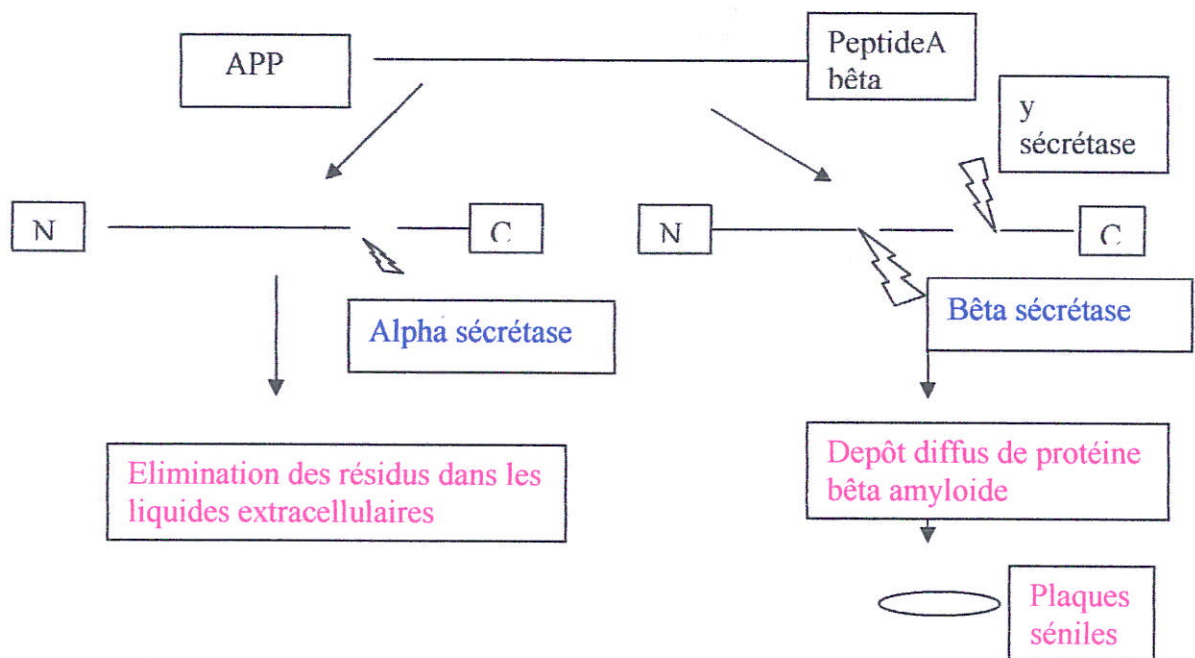 APP
PeptideA
bêta
y
sécrétase
N
C
N
C
Alpha sécrétase
Bêta sécrétase
Elimination des résidus dans les
liquides extracellulaires
Depôt diffus de protéine
bêta amyloide
Plaques
séniles